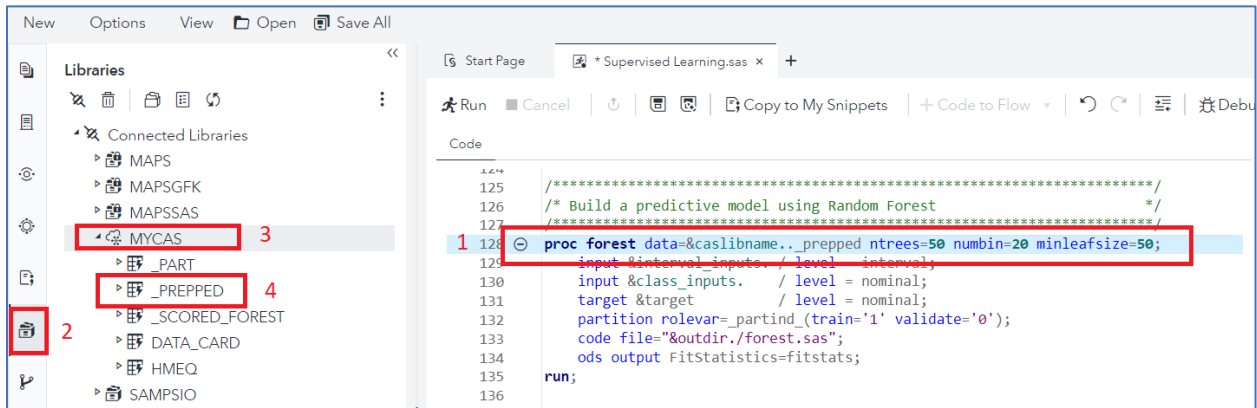 New Options View Open Save All
Libraries
Connected Libraries
MAPS
MAPSGFK
MAPSSAS
MYCAS 3
_PART
_PREPPED 4
2
_SCORED_FOREST
DATA_CARD
HMEQ
SAMPSIO
Start Page * Supervised Learning.sas × +
Run Cancel Copy to My Snippets + Code to Flow Debu
Code
124
125 /************************************************************************/
126 /* Build a predictive model using Random Forest */
127 /************************************************************************/
1 128 proc forest data=&caslibname.._prepped ntrees=50 numbin=20 minleafsize=50;
129 input &interval_inputs. / level = interval;
130 input &class_inputs. / level = nominal;
131 target &target / level = nominal;
132 partition rolevar=_partind_(train='1' validate='0');
133 code file="&outdir./forest.sas";
134 ods output FitStatistics=fitstats;
135 run;
136